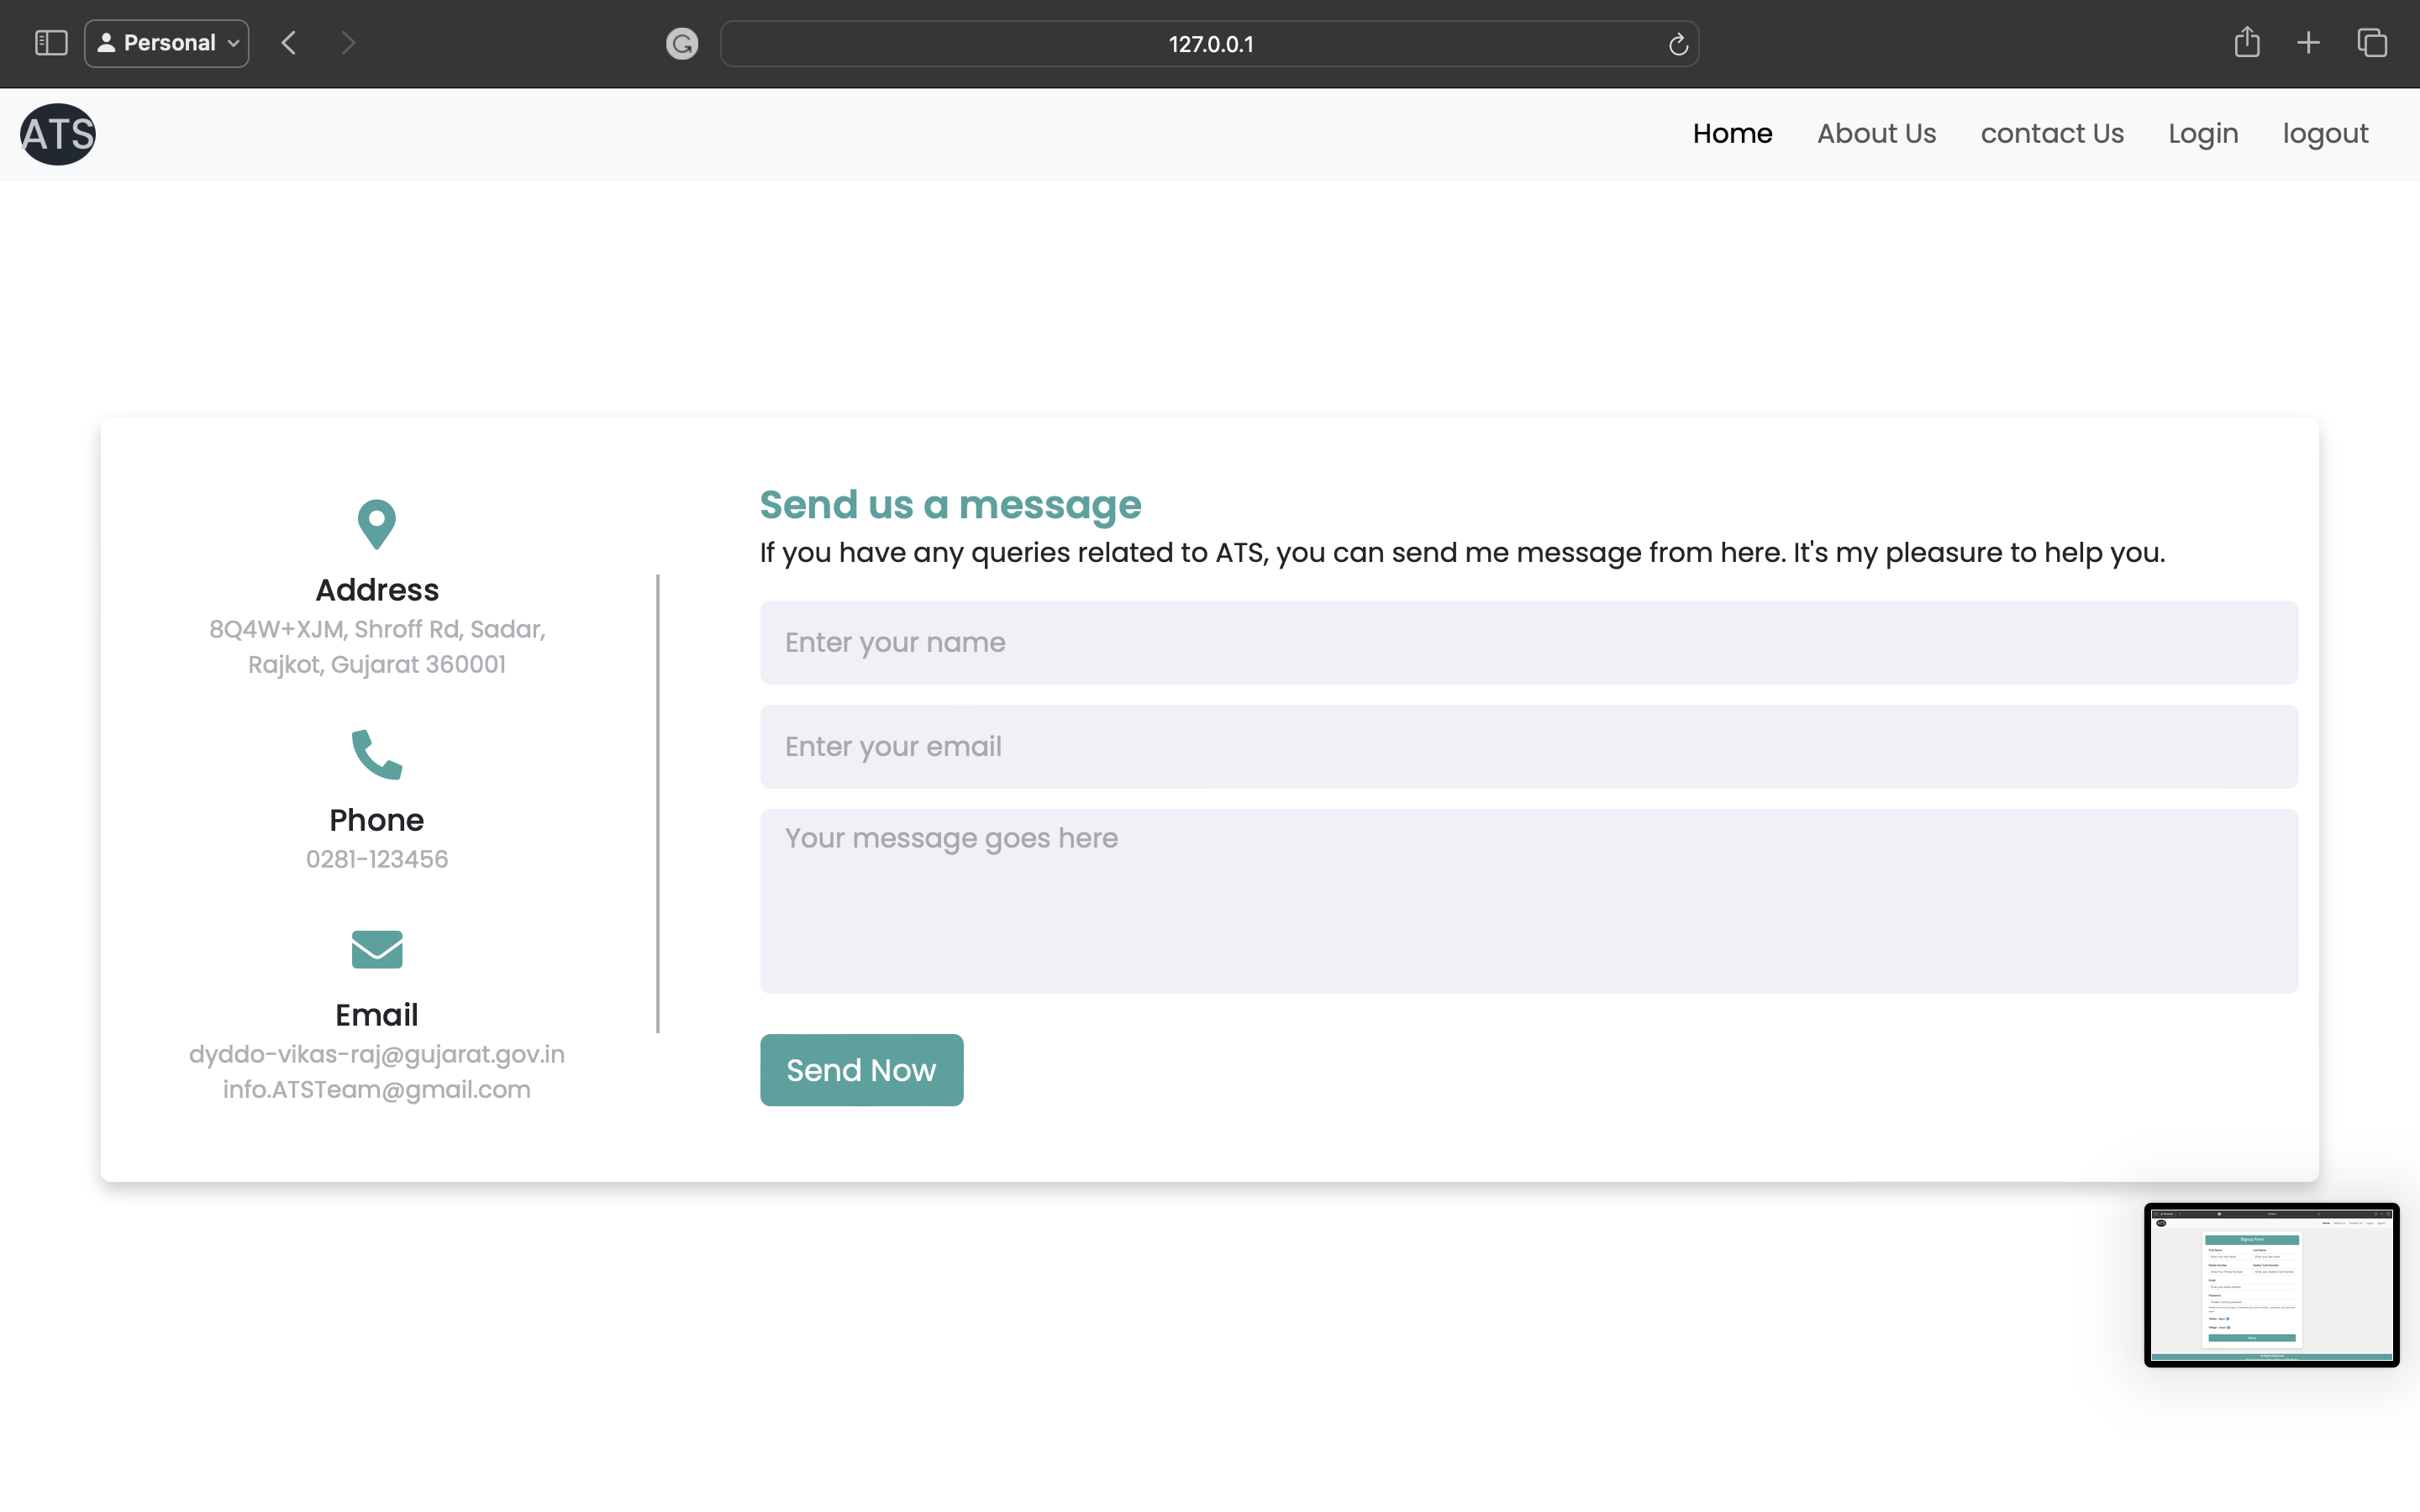 Personal
127.0.0.1
ATS
Home About Us contact Us Login logout
Address
8Q4W+XJM, Shroff Rd, Sadar,
Rajkot, Gujarat 360001
Phone
0281-123456
Email
dyddo-vikas-raj@gujarat.gov.in
info.ATSTeam@gmail.com
Send us a message
If you have any queries related to ATS, you can send me message from here. It's my pleasure to help you.
Enter your name
Enter your email
Your message goes here
Send Now
Signup Form